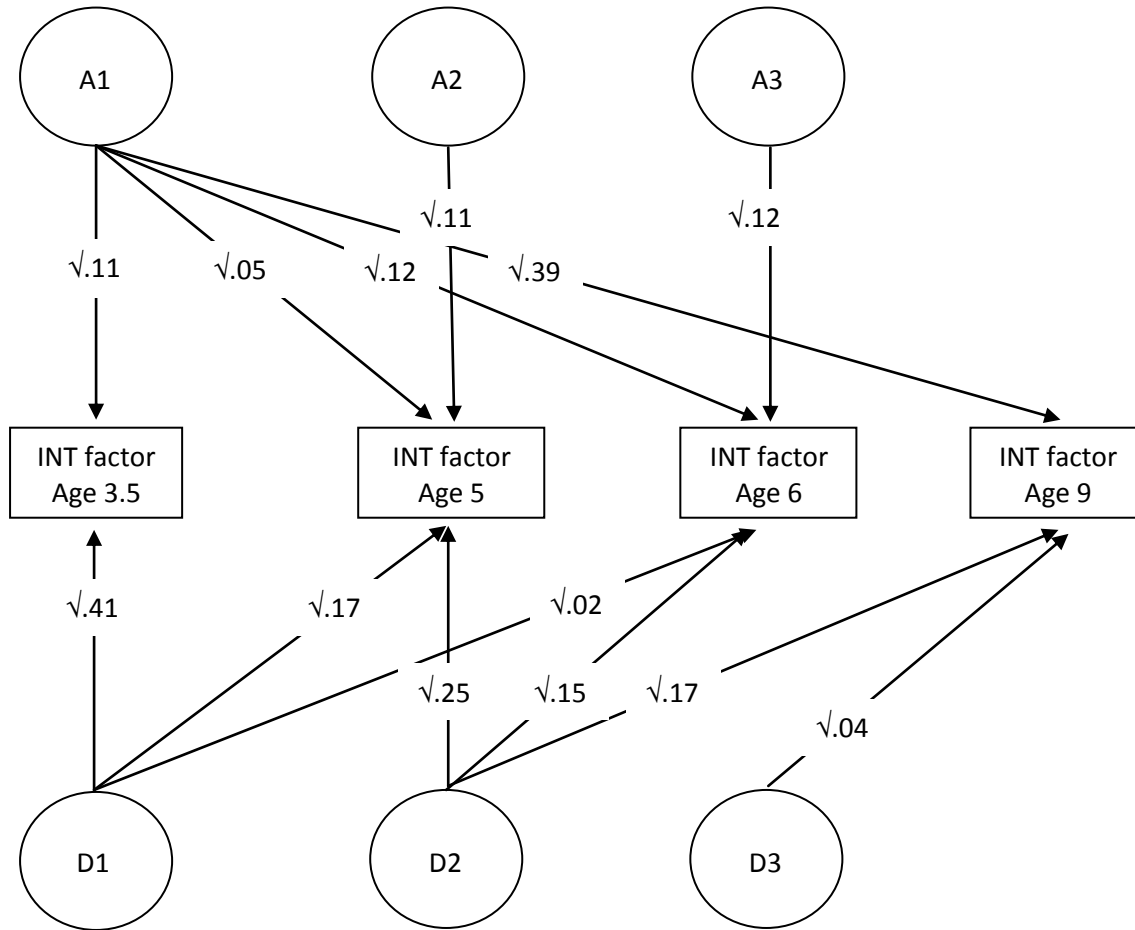 A1
A2
A3
√.11
√.12
√.11
√.05
√.12
√.39
INT factor
Age 3.5
INT factor
Age 5
INT factor
Age 6
INT factor
Age 9
√.41
√.17
√.02
√.25
√.15
√.17
√.04
D1
D2
D3